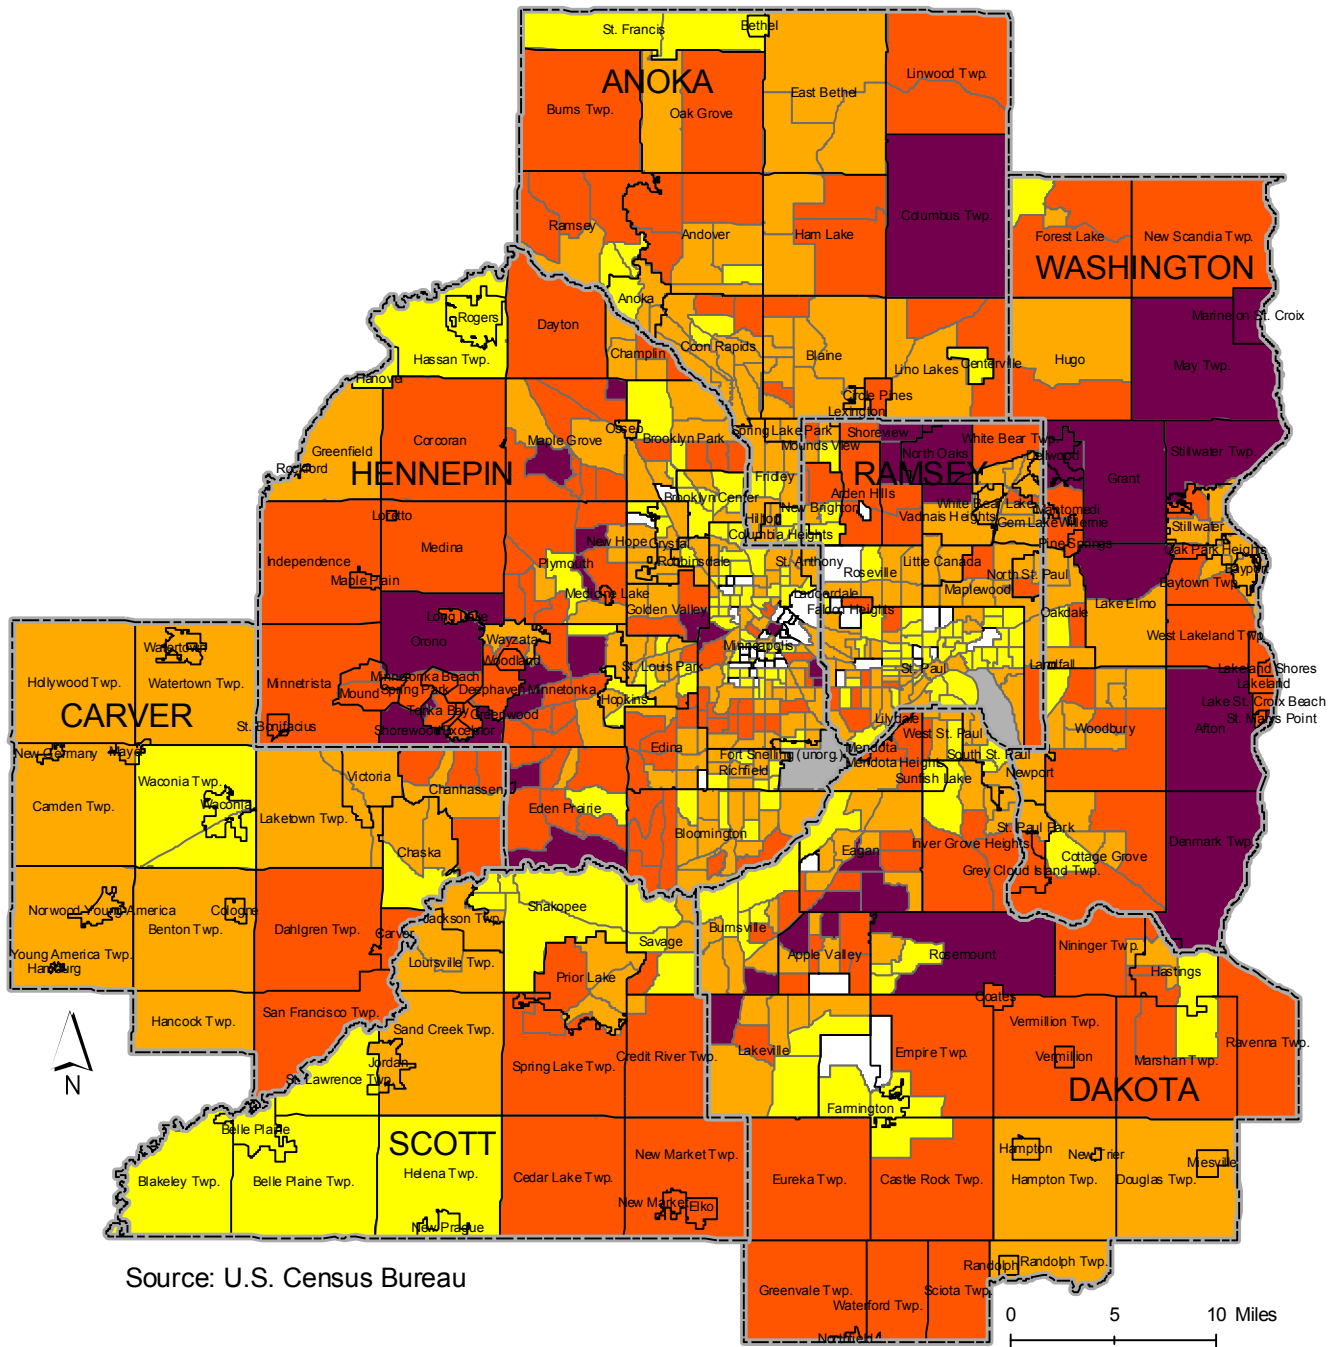 St. Francis
Bethel
ANOKA
Linwood Twp.
Burns Twp.
Oak Grove
East Bethel
Columbus Twp.
Ramsey
Andover
Ham Lake
Forest Lake
New Scandia Twp.
WASHINGTON
Anoka
Rogers
Dayton
Marine on St. Croix
Hassan Twp.
Champlin
Coon Rapids
Blaine
Lino Lakes
Centerville
Hugo
May Twp.
Hanover
Circle Pines
Lexington
Corcoran
Maple Grove
Osseo
Brooklyn Park
Spring Lake Park
Mounds View
Shoreview
White Bear Twp.
Greenfield
Rockford
HENNEPIN
Fridley
North Oaks
RAMSEY
Dellwood
Grant
Stillwater Twp.
Brooklyn Center
Arden Hills
New Brighton
White Bear Lake
Mahtomedi
Loretto
Hilltop
Vadnais Heights
Gem Lake
Willernie
Stillwater
Columbia Heights
Medina
New Hope
Crystal
Pine Springs
Oak Park Heights
Independence
Plymouth
Robbinsdale
St. Anthony
Roseville
Little Canada
North St. Paul
Bayport
Maple Plain
Medicine Lake
Lauderdale
Maplewood
Baytown Twp.
Golden Valley
Falcon Heights
Oakdale
Lake Elmo
Long Lake
Orono
Wayzata
Minneapolis
West Lakeland Twp.
Watertown
Woodland
St. Louis Park
St. Paul
Landfall
Lakeland Shores
Hollywood Twp.
Watertown Twp.
Minnetrista
Minnetonka Beach
Lakeland
Mound
Spring Park
Deephaven
Minnetonka
Hopkins
Lake St. Croix Beach
CARVER
St. Bonifacius
Tonka Bay
Greenwood
Lilydale
St. Marys Point
Shorewood
Excelsior
West St. Paul
Woodbury
Afton
New Germany
Mayer
Edina
Fort Snelling (unorg.)
Mendota
South St. Paul
Richfield
Mendota Heights
Newport
Waconia Twp.
Victoria
Chanhassen
Sunfish Lake
Camden Twp.
Waconia
Laketown Twp.
Eden Prairie
Bloomington
St. Paul Park
Denmark Twp.
Chaska
Eagan
Inver Grove Heights
Cottage Grove
Grey Cloud Island Twp.
Norwood Young America
Cologne
Shakopee
Benton Twp.
Dahlgren Twp.
Carver
Jackson Twp.
Burnsville
Savage
Apple Valley
Rosemount
Nininger Twp.
Young America Twp.
Hamburg
Louisville Twp.
Prior Lake
Hastings
Coates
Hancock Twp.
San Francisco Twp.
Sand Creek Twp.
Vermillion Twp.
Ravenna Twp.
Jordan
Spring Lake Twp.
Credit River Twp.
Lakeville
Empire Twp.
Vermillion
Marshan Twp.
N
St. Lawrence Twp.
DAKOTA
Farmington
Belle Plaine
SCOTT
Helena Twp.
New Market Twp.
Hampton
New Trier
Miesville
Blakeley Twp.
Belle Plaine Twp.
Cedar Lake Twp.
Eureka Twp.
Castle Rock Twp.
Hampton Twp.
Douglas Twp.
New Market
Elko
New Prague
Source: U.S. Census Bureau
Randolph
Randolph Twp.
Greenvale Twp.
Waterford Twp.
Sciota Twp.
Northfield
0 5 10 Miles